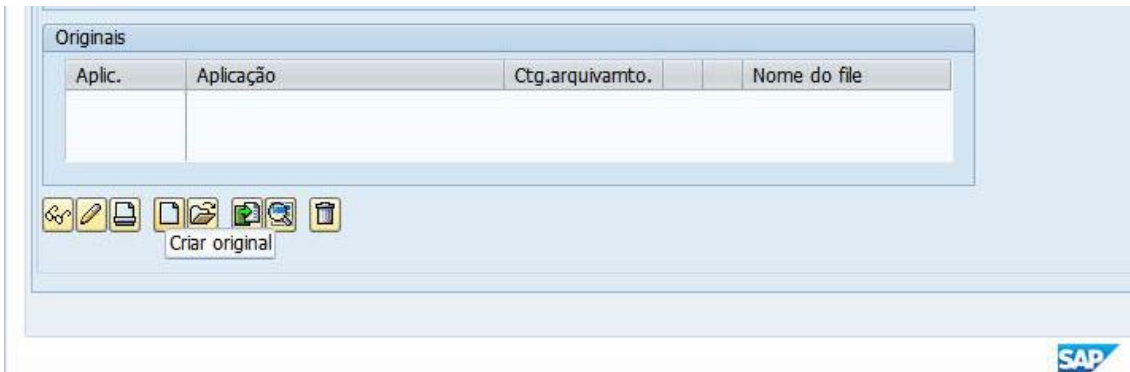 Originais
Aplic. Aplicação Ctg.arquivamto. Nome do file
Criar original
SAP